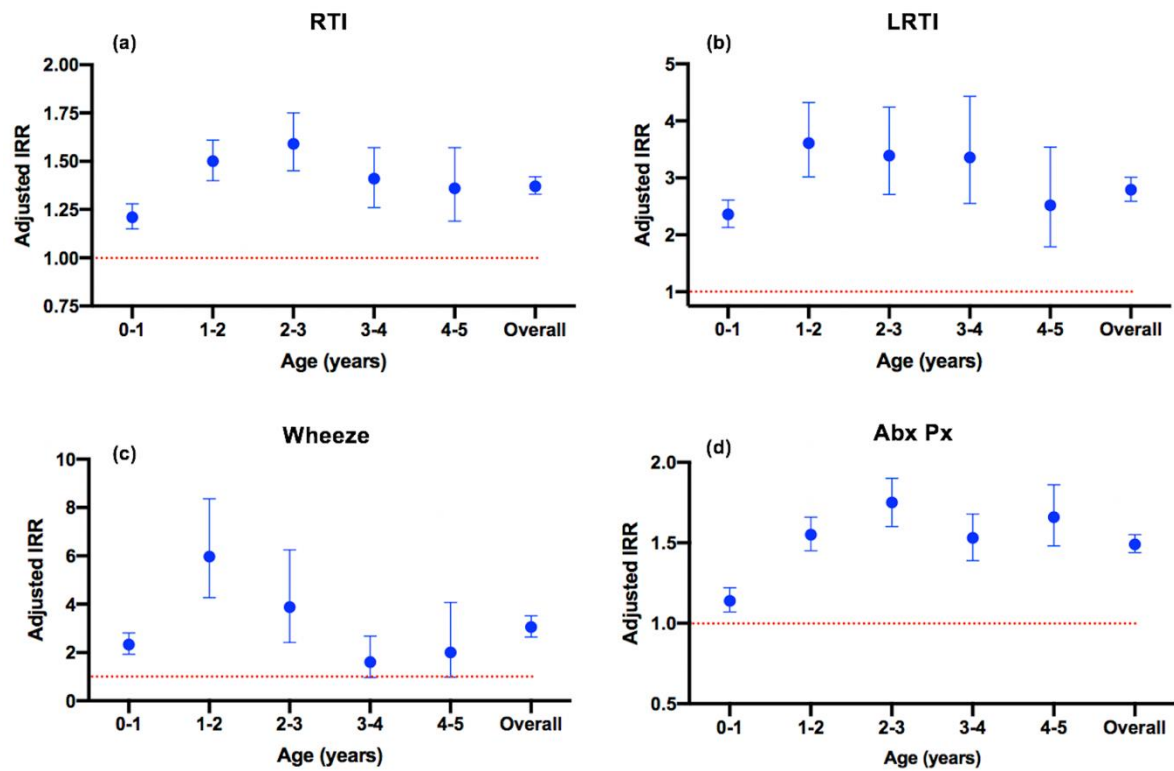 RTI
(a)
Adjusted IRR
2.00
1.75
1.50
1.25
1.00
0.75
0-1 1-2 2-3 3-4 4-5 Overall
Age (years)
LRTI
(b)
Adjusted IRR
5
4
3
2
1
0-1 1-2 2-3 3-4 4-5 Overall
Age (years)
Wheeze
(c)
Adjusted IRR
10
8
6
4
2
0
0-1 1-2 2-3 3-4 4-5 Overall
Age (years)
Abx Px
(d)
Adjusted IRR
2.0
1.5
1.0
0.5
0-1 1-2 2-3 3-4 4-5 Overall
Age (years)